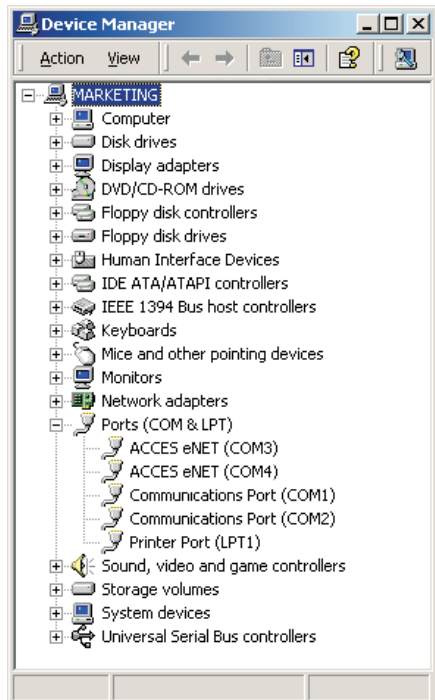 Device Manager
Action View
MARKETING
Computer
Disk drives
Display adapters
DVD/CD-ROM drives
Floppy disk controllers
Floppy disk drives
Human Interface Devices
IDE ATA/ATAPI controllers
IEEE 1394 Bus host controllers
Keyboards
Mice and other pointing devices
Monitors
Network adapters
Ports (COM & LPT)
ACCES eNET (COM3)
ACCES eNET (COM4)
Communications Port (COM1)
Communications Port (COM2)
Printer Port (LPT1)
Sound, video and game controllers
Storage volumes
System devices
Universal Serial Bus controllers